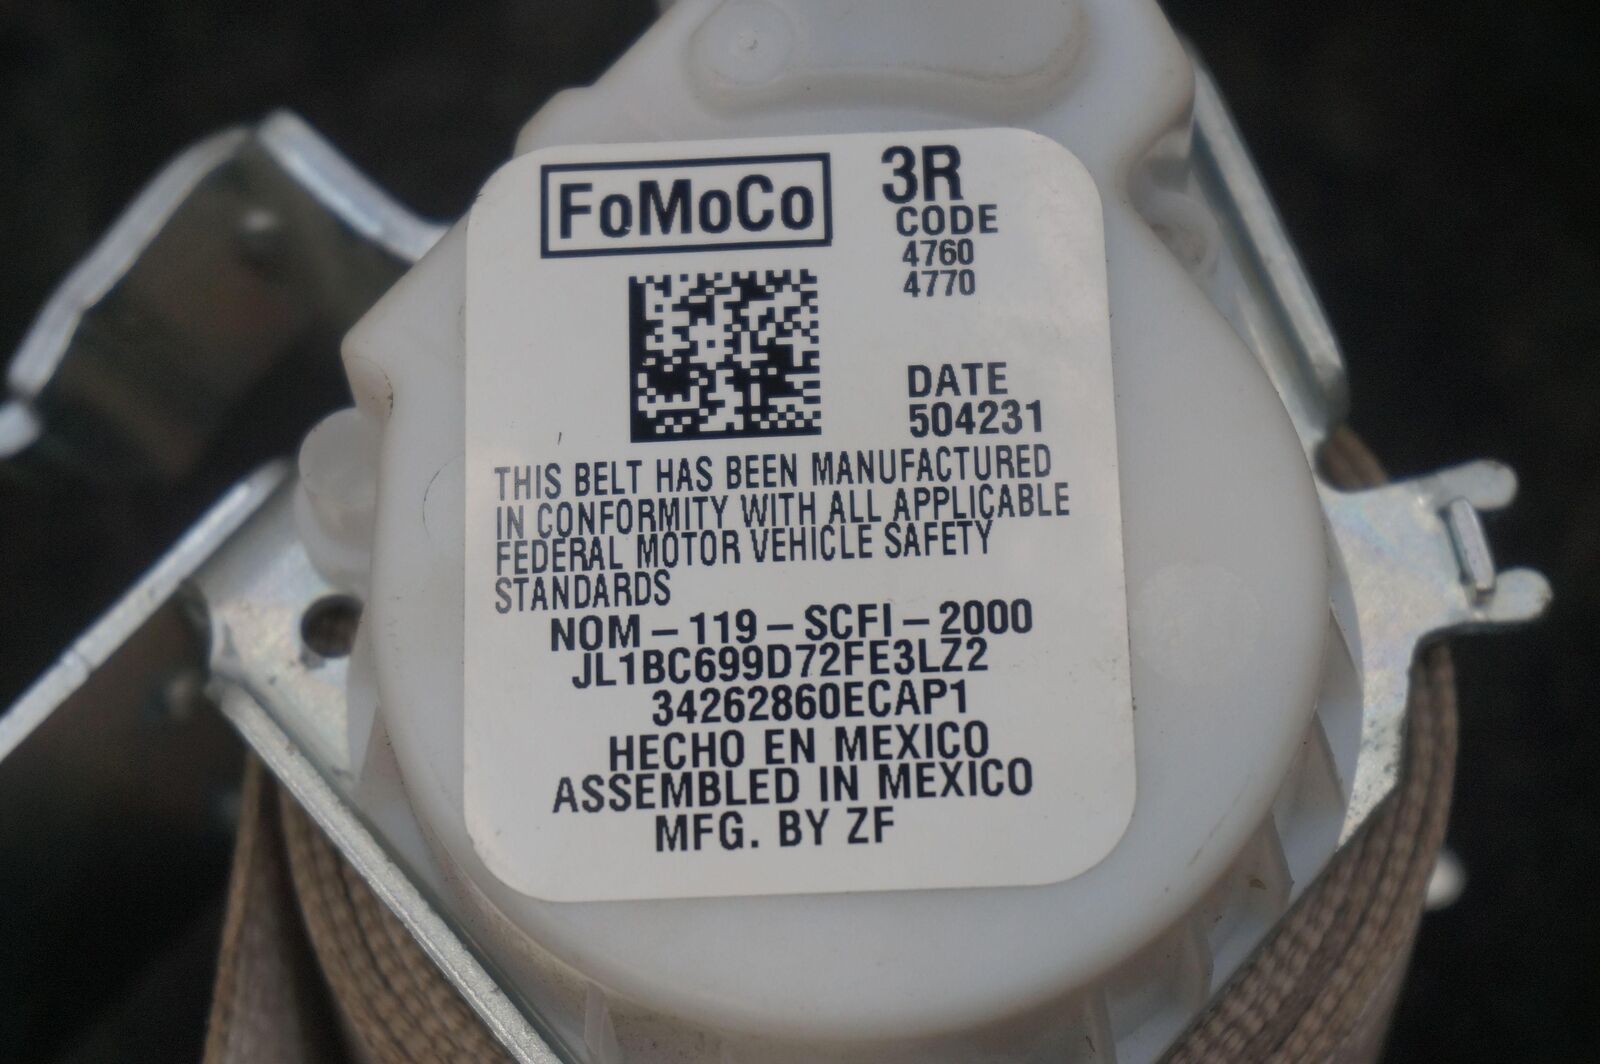 FoMoCo
3R
CODE
4760
4770
DATE
504231
THIS BELT HAS BEEN MANUFACTURED
IN CONFORMITY WITH ALL APPLICABLE
FEDERAL MOTOR VEHICLE SAFETY
STANDARDS
NOM-119-SCFI-2000
JL1BC699D72FE3LZ2
34262860ECAP1
HECHO EN MEXICO
ASSEMBLED IN MEXICO
MFG. BY ZF